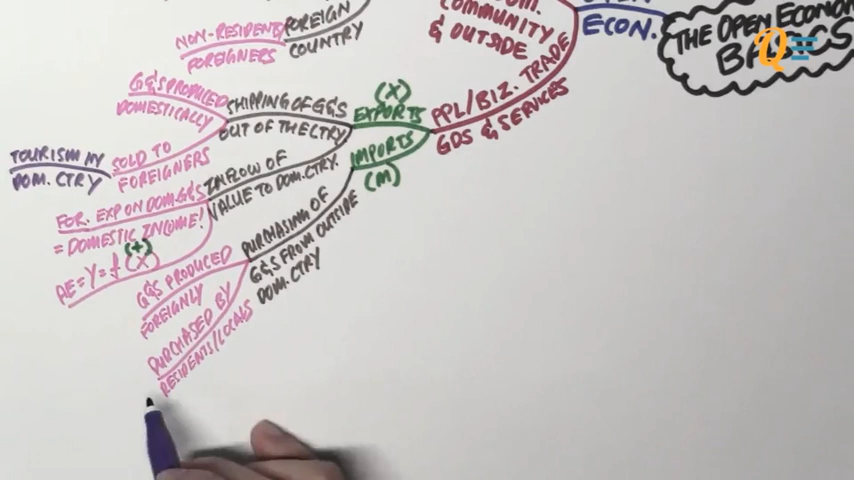 THE OPEN ECONO
BASICS
ECON.
COMMUNITY
& OUTSIDE
PPL/BIZ. TRADE
GDS & SERVICES
(X)
EXPORTS
IMPORTS
(M)
FOREIGN
COUNTRY
NON-RESIDENTS
FOREIGNERS
SHIPPING OF G&S
OUT OF THE CTRY
G&S PRODUCED
DOMESTICALLY
SOLD TO
FOREIGNERS
TOURISM IN
DOM. CTRY
INFLOW OF
VALUE TO DOM. CTRY.
FOR. EXP ON DOM. G&S
= DOMESTIC INCOME!
(+)
AE = Y = f (X)
PURCHASING OF
G&S FROM OUTSIDE
DOM. CTRY
G&S PRODUCED
FOREIGNLY
PURCHASED BY
RESIDENTS/LOCALS